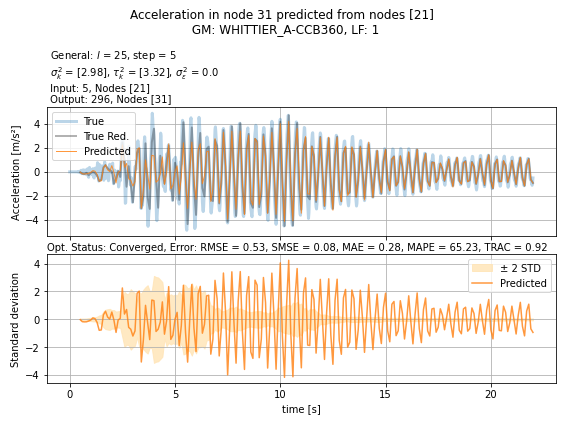 Acceleration in node 31 predicted from nodes [21]
GM: WHITTIER_A-CCB360, LF: 1
General: l = 25, step = 5
σ²ₖ = [2.98], τ²ₖ = [3.32], σ²ε = 0.0
Input: 5, Nodes [21]
Output: 296, Nodes [31]
True
True Red.
Predicted
Acceleration [m/s²]
4
2
0
−2
−4
Opt. Status: Converged, Error: RMSE = 0.53, SMSE = 0.08, MAE = 0.28, MAPE = 65.23, TRAC = 0.92
± 2 STD
Predicted
Standard deviation
4
2
0
−2
−4
0 5 10 15 20
time [s]